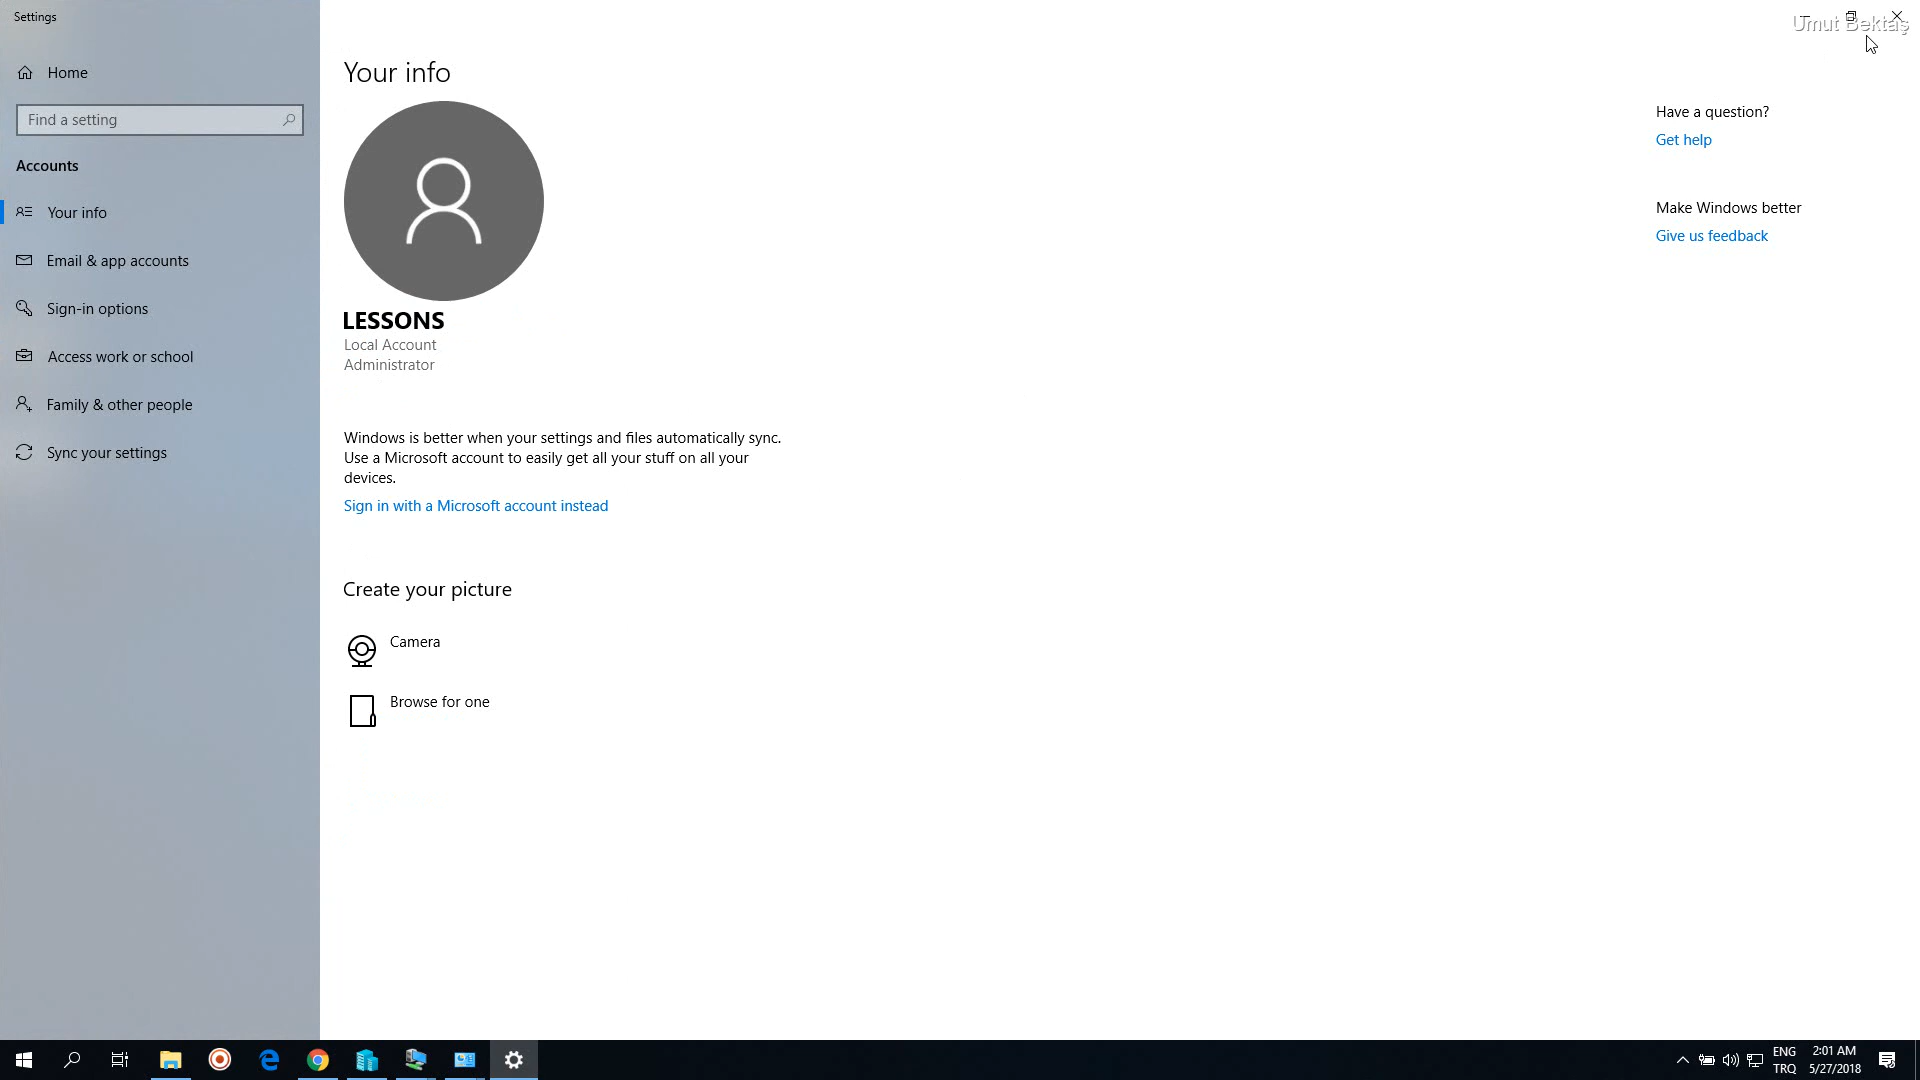 Settings
Umut Bektaş
Home
Find a setting
Accounts
Your info
Email & app accounts
Sign-in options
Access work or school
Family & other people
Sync your settings
Your info
LESSONS
Local Account
Administrator
Windows is better when your settings and files automatically sync.
Use a Microsoft account to easily get all your stuff on all your
devices.
Sign in with a Microsoft account instead
Create your picture
Camera
Browse for one
Have a question?
Get help
Make Windows better
Give us feedback
ENG
TRQ
2:01 AM
5/27/2018